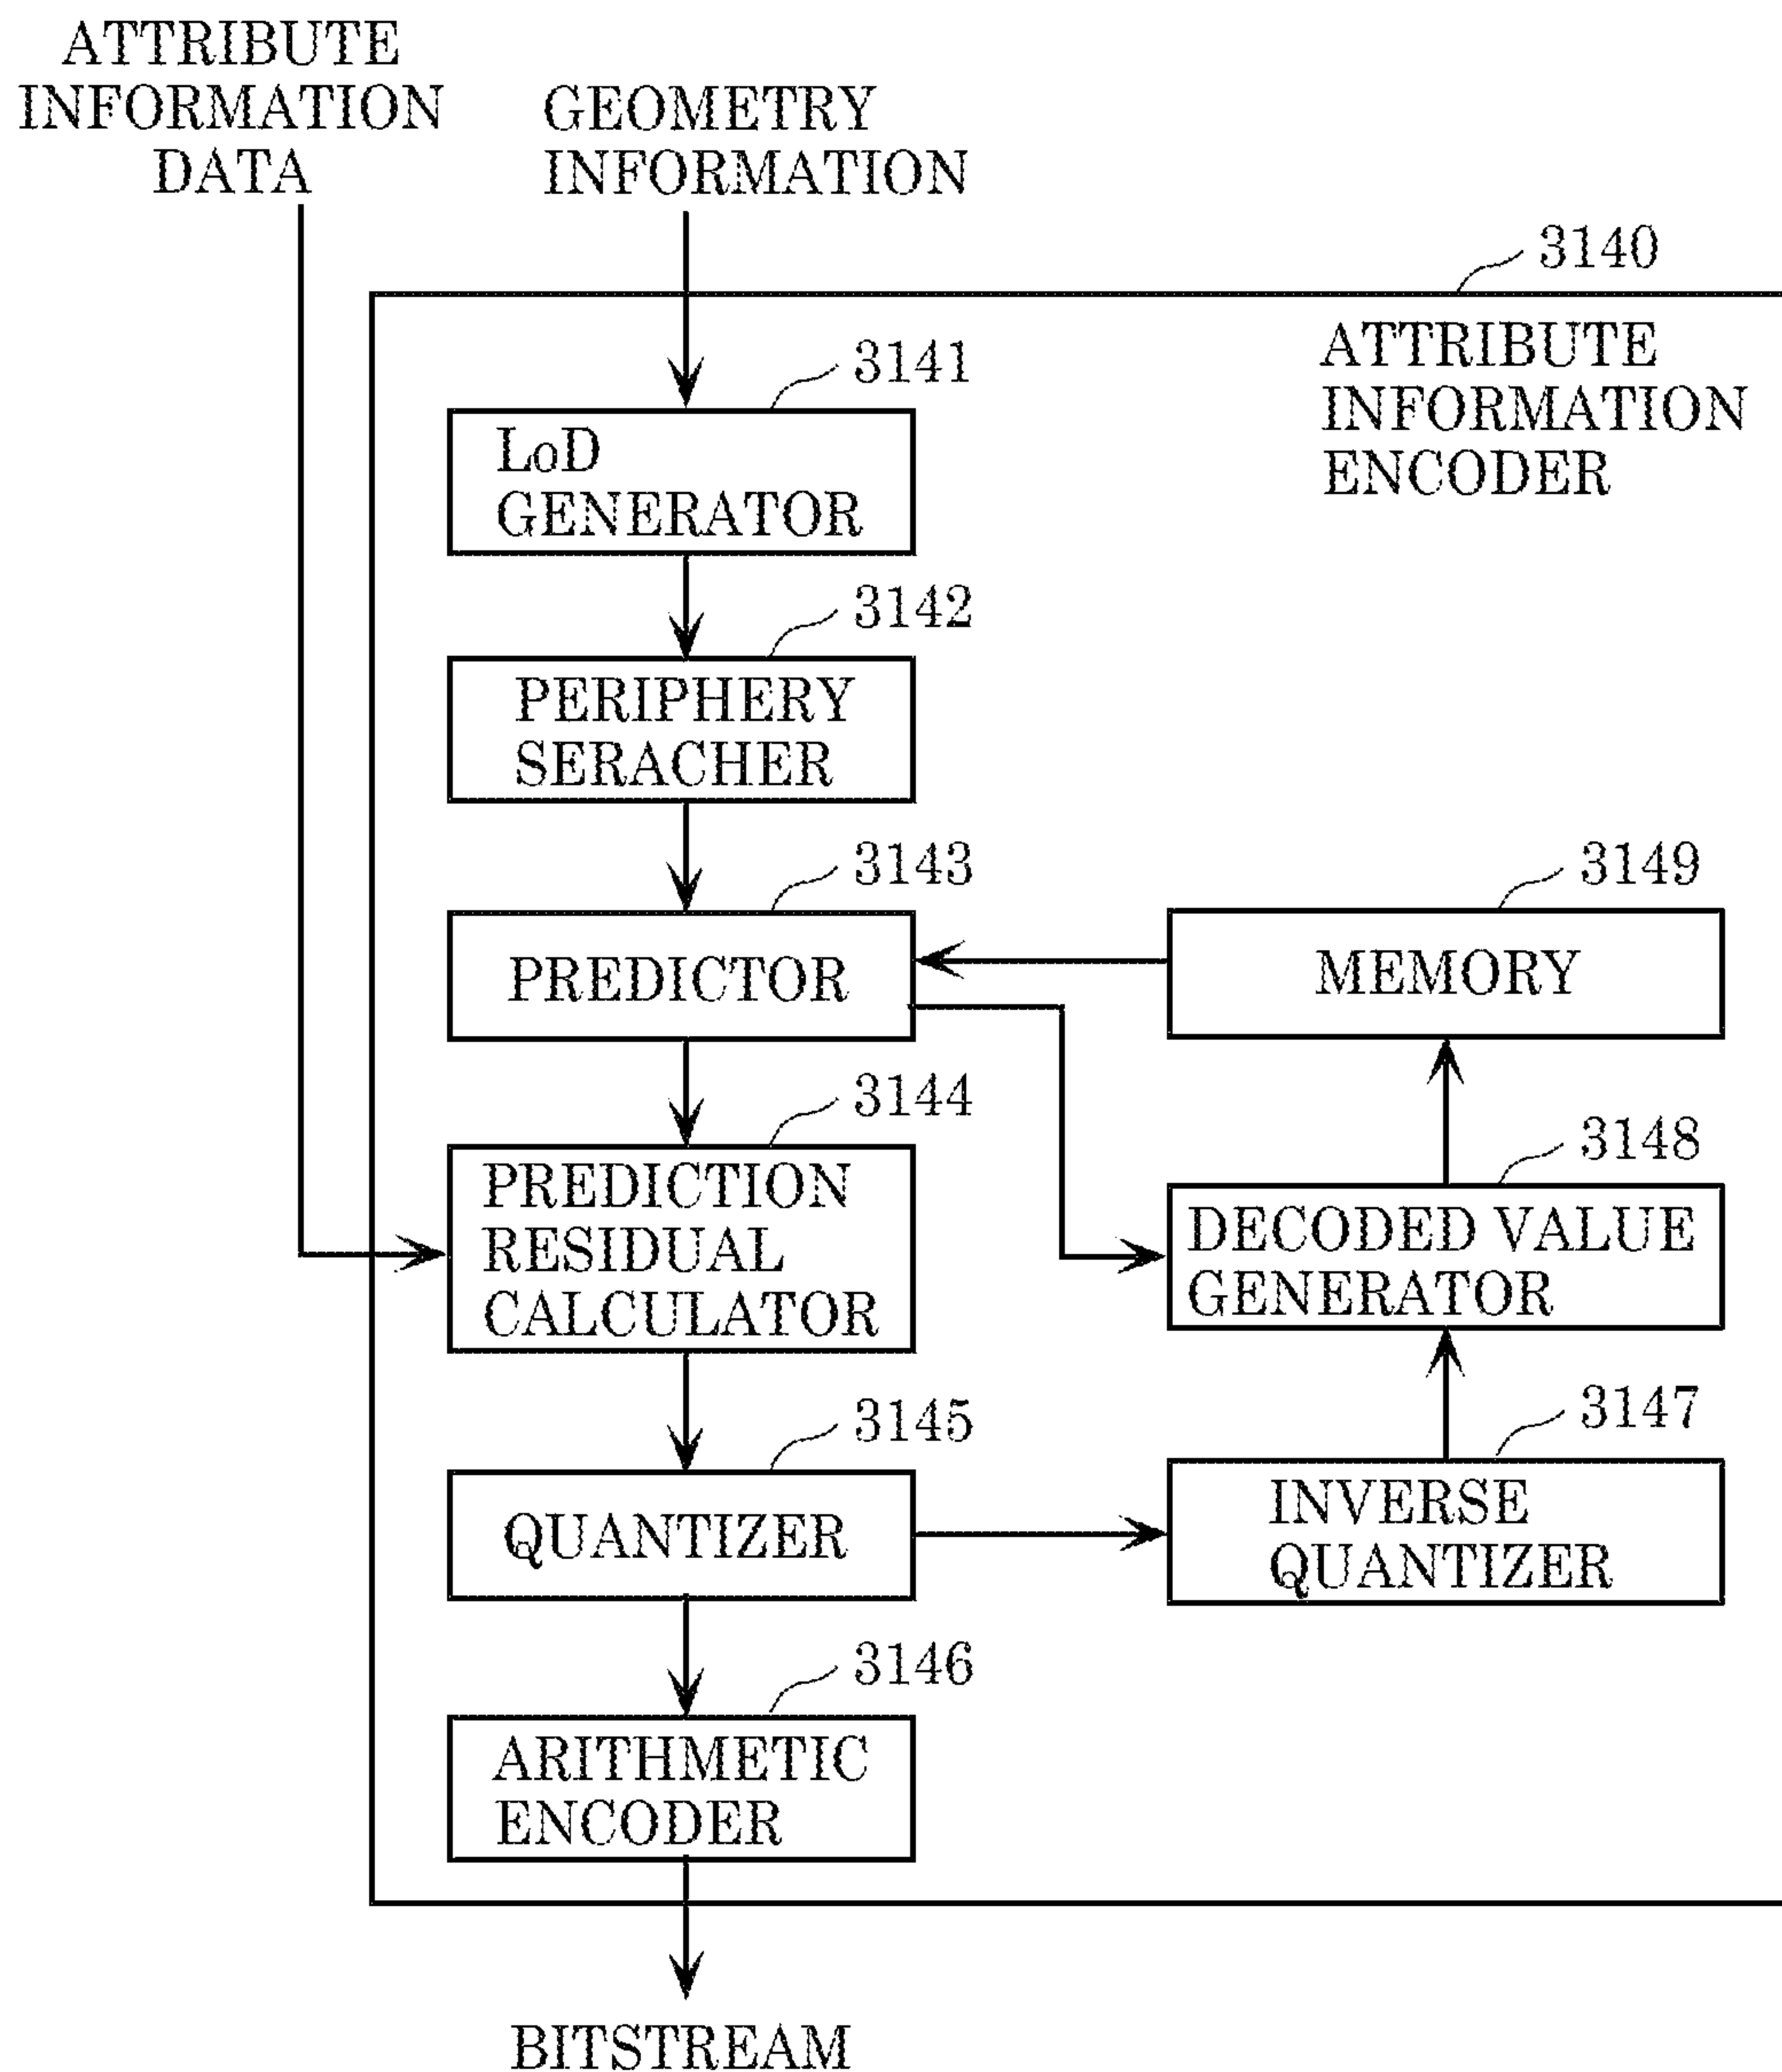 ATTRIBUTE
INFORMATION
DATA
GEOMETRY
INFORMATION
3140
ATTRIBUTE
INFORMATION
ENCODER
3141
LoD
GENERATOR
3142
PERIPHERY
SERACHER
3143
PREDICTOR
3149
MEMORY
3144
PREDICTION
RESIDUAL
CALCULATOR
3148
DECODED VALUE
GENERATOR
3145
QUANTIZER
3147
INVERSE
QUANTIZER
3146
ARITHMETIC
ENCODER
BITSTREAM